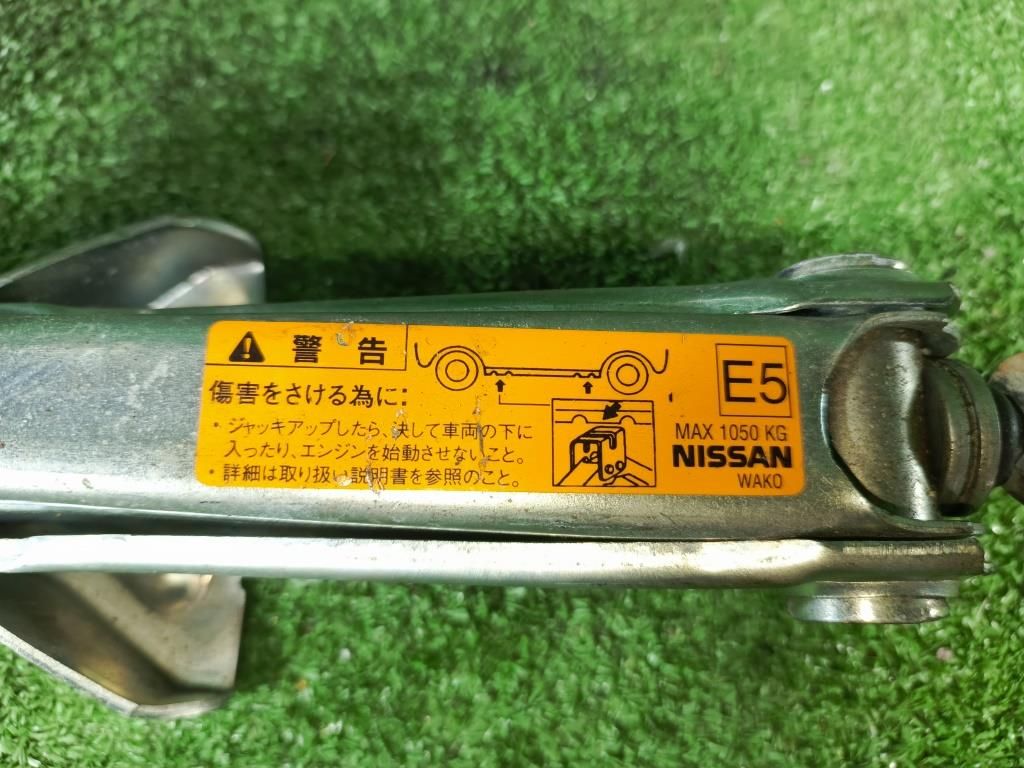 警告
傷害をさける為に:
・ジャッキアップしたら、決して車両の下に
入ったり、エンジンを始動させないこと。
・詳細は取り扱い説明書を参照のこと。
E5
MAX 1050 KG
NISSAN
WAKO